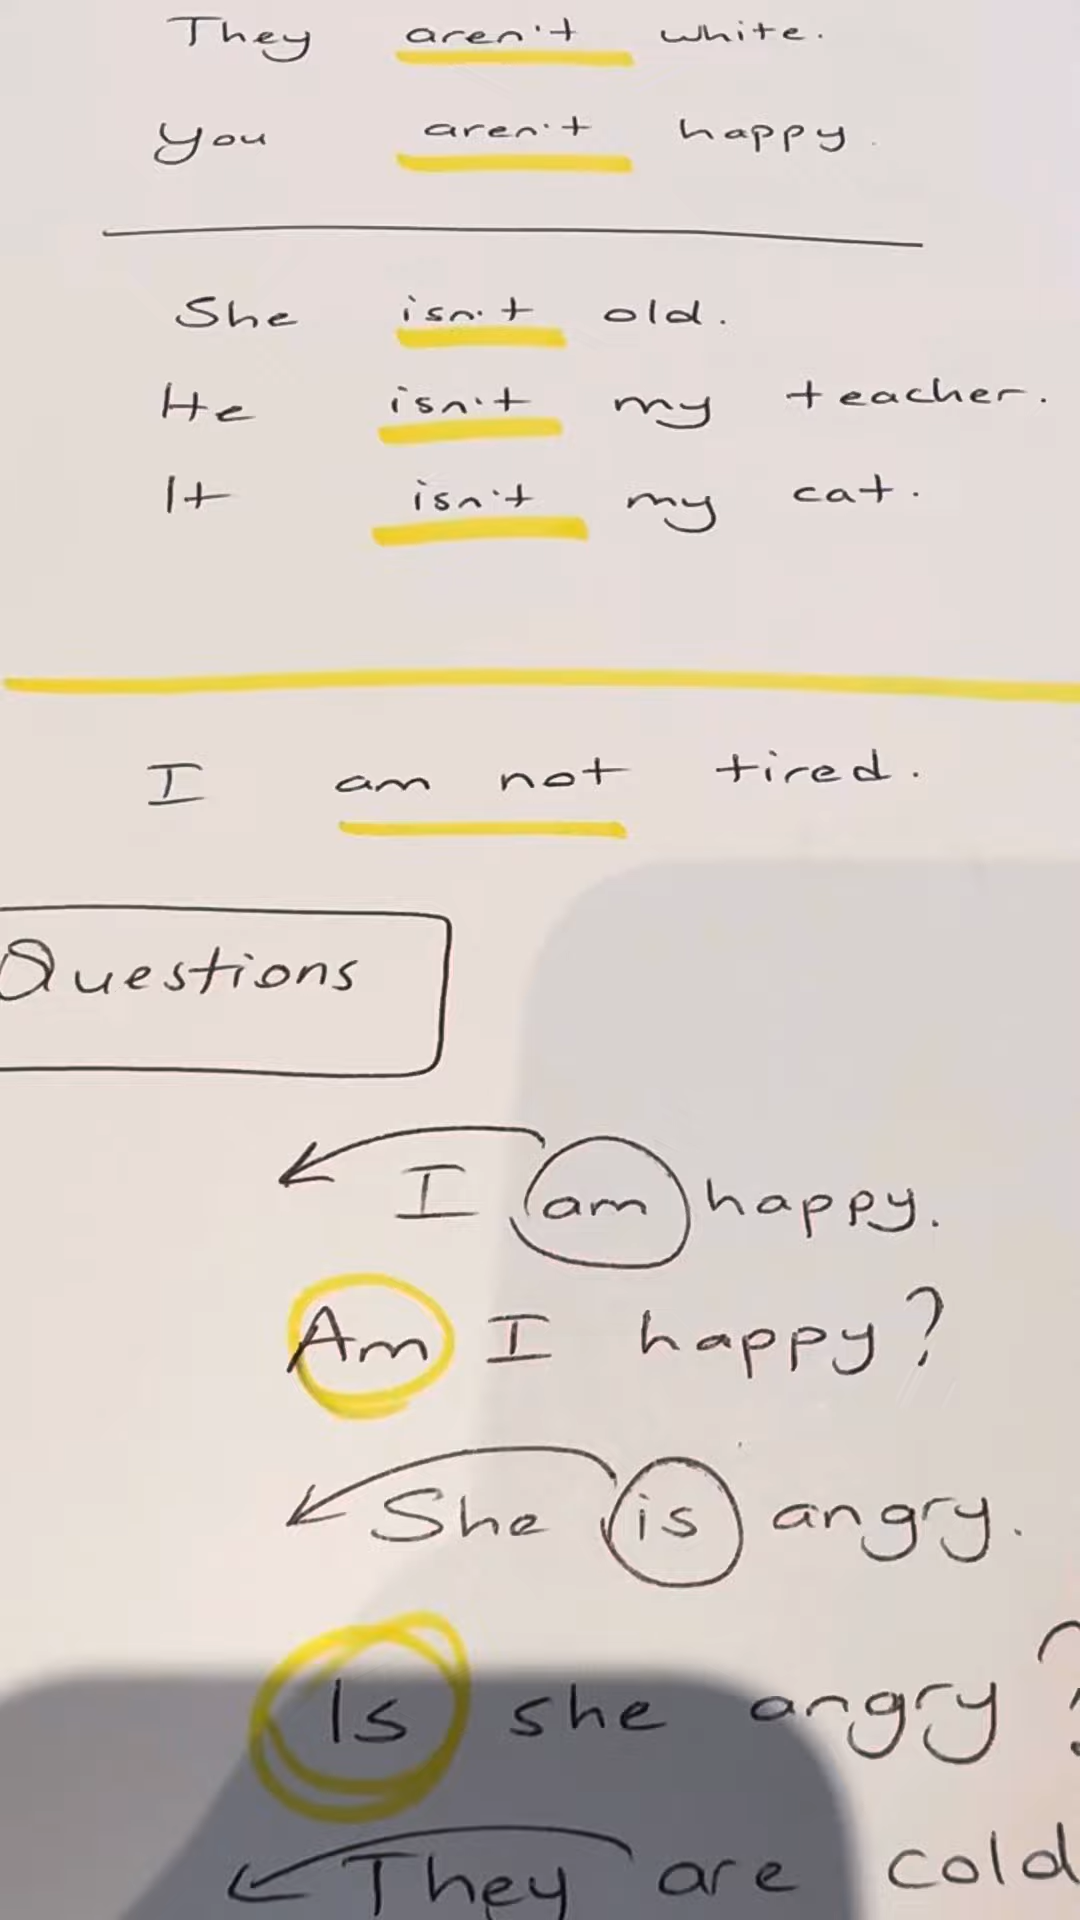 They aren't white.
You aren't happy.
She isn't old.
He isn't my teacher.
It isn't my cat.
I am not tired.
Questions
I am happy.
Am I happy?
She is angry.
Is she angry?
They are cold